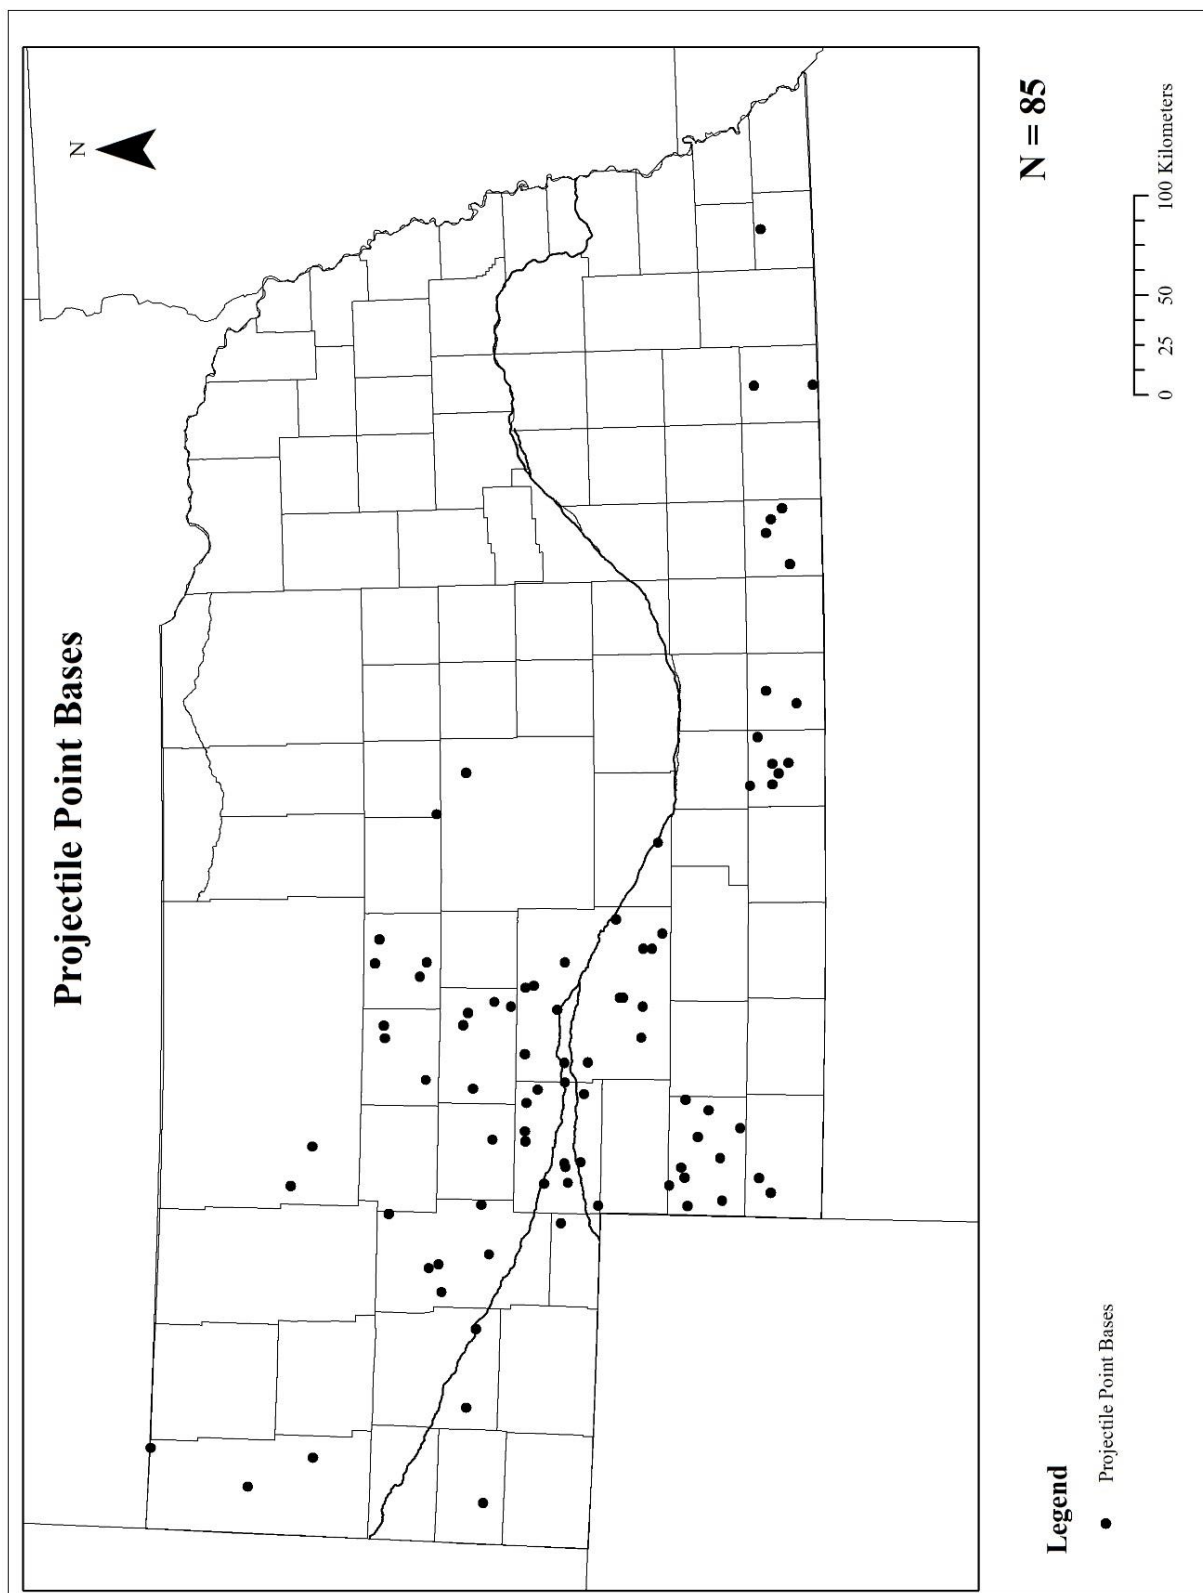 Projectile Point Bases
N
N = 85
0 25 50 100 Kilometers
Legend
Projectile Point Bases